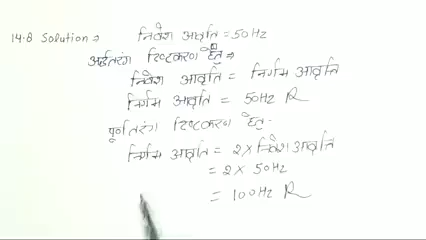 14.8 Solution ⇒ निवेश आवृति = 50Hz
अर्द्धतरंग दिष्टकरण हेतु ⇒
निवेश आवृति = निर्गम आवृति
निर्गम आवृति = 50Hz R
पूर्णतरंग दिष्टकरण हेतु -
निर्गम आवृति = 2 x निवेश आवृति
= 2 x 50Hz
= 100Hz R